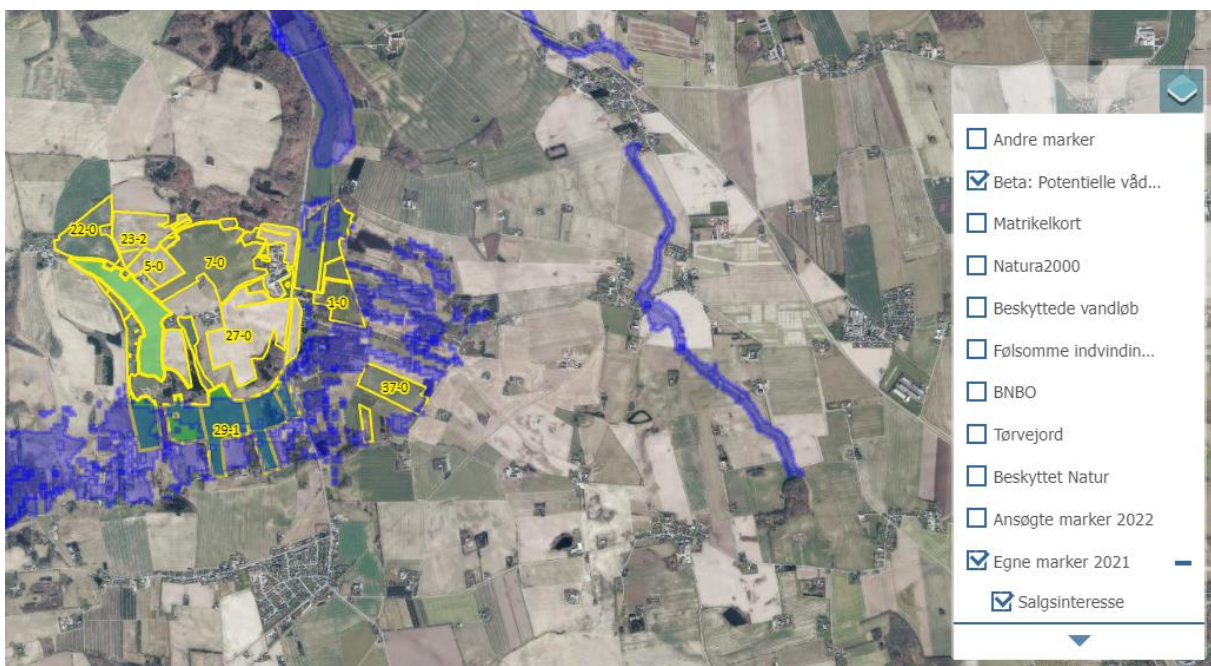 22-0
23-2
5-0
7-0
1-0
27-0
37-0
29-1
Andre marker
Beta: Potentielle våd...
Matrikelkort
Natura2000
Beskyttede vandløb
Følsomme indvindin...
BNBO
Tørvejord
Beskyttet Natur
Ansøgte marker 2022
Egne marker 2021
Salgsinteresse